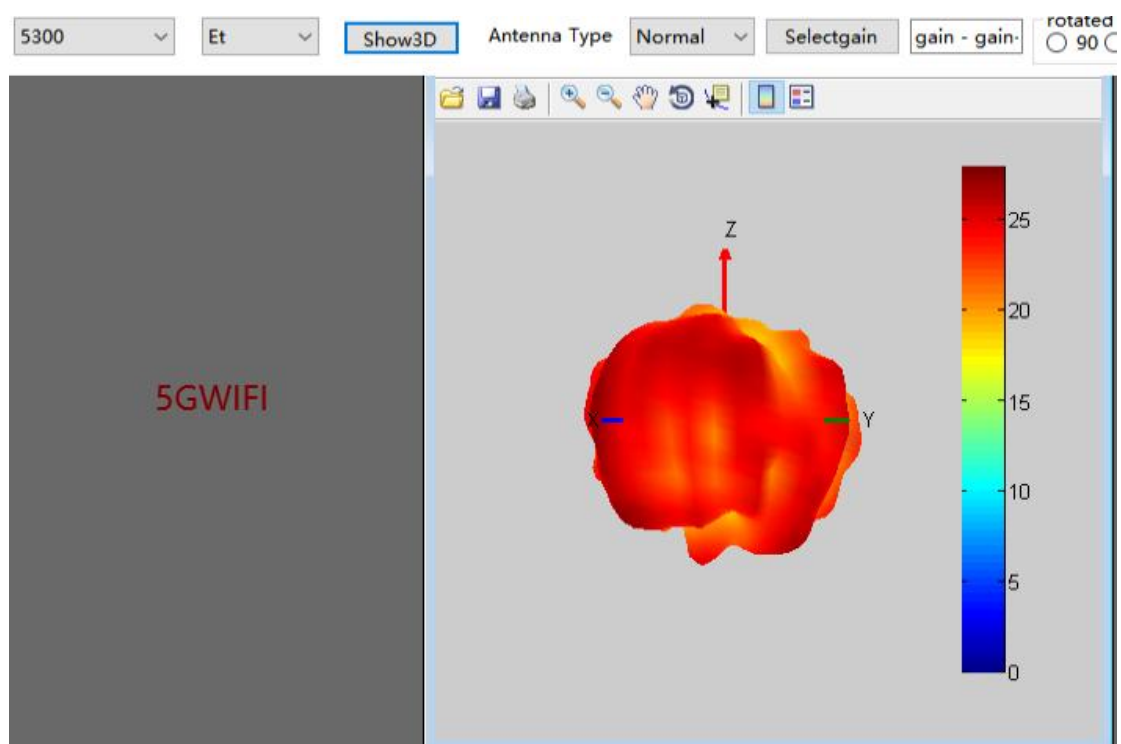 5300 Et Show3D Antenna Type Normal Selectgain gain - gain- rotated
90
Z
25
20
5GWIFI
15
X Y
10
5
0